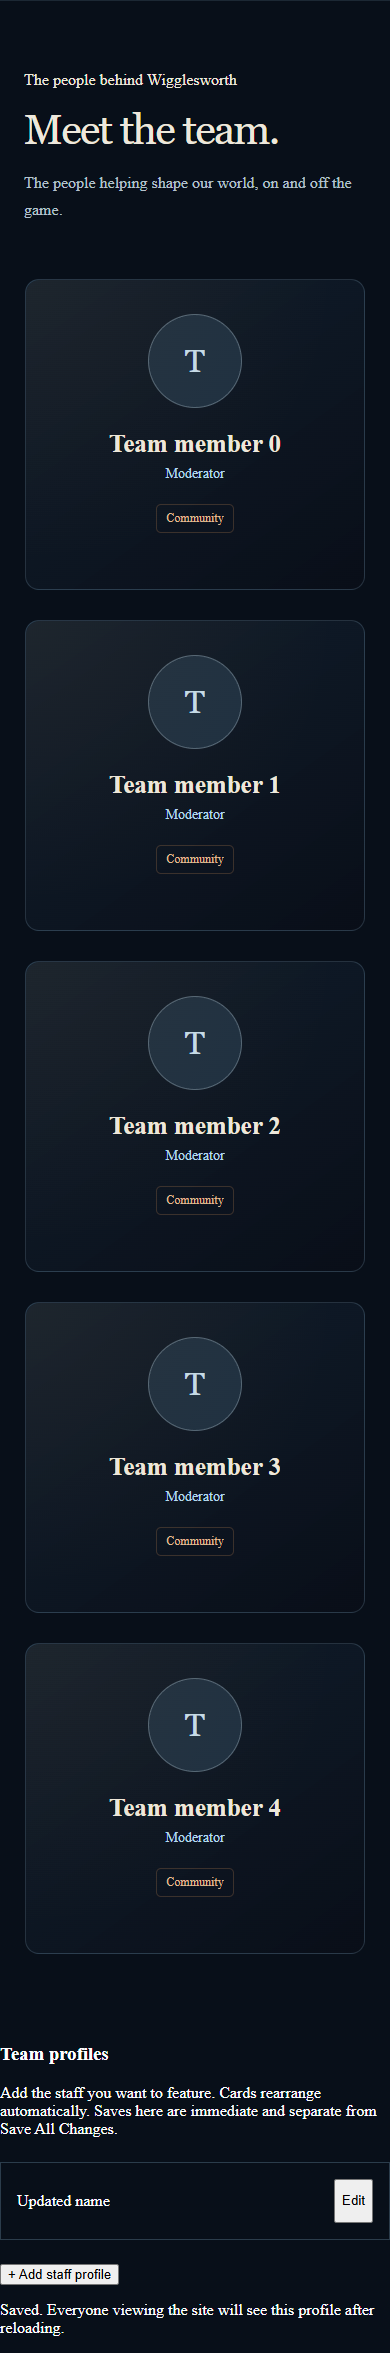 The people behind Wigglesworth
Meet the team.
The people helping shape our world, on and off the
game.
T
Team member 0
Moderator
Community
T
Team member 1
Moderator
Community
T
Team member 2
Moderator
Community
T
Team member 3
Moderator
Community
T
Team member 4
Moderator
Community
Team profiles
Add the staff you want to feature. Cards rearrange
automatically. Saves here are immediate and separate from
Save All Changes.
Updated name
Edit
+ Add staff profile
Saved. Everyone viewing the site will see this profile after
reloading.